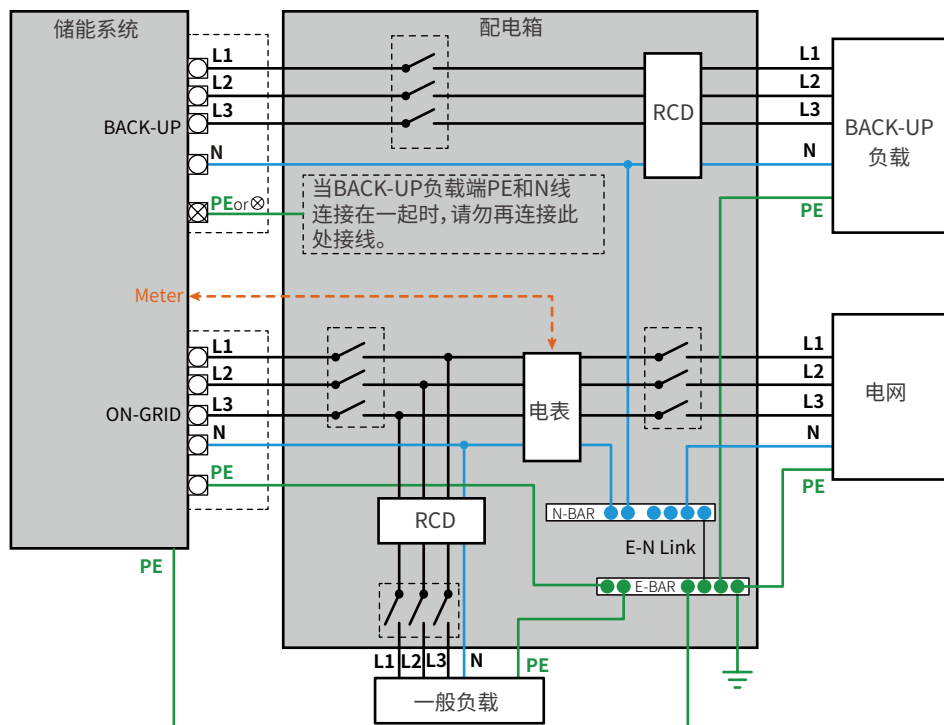 储能系统
配电箱
L1
L2
L3
BACK-UP
N
PEor
RCD
L1
L2
L3
N
PE
BACK-UP
负载
当BACK-UP负载端PE和N线
连接在一起时,请勿再连接此
处接线。
Meter
L1
L2
L3
ON-GRID
N
PE
电表
L1
L2
L3
N
PE
电网
RCD
N-BAR
E-N Link
E-BAR
PE
L1
L2
L3
N
PE
一般负载